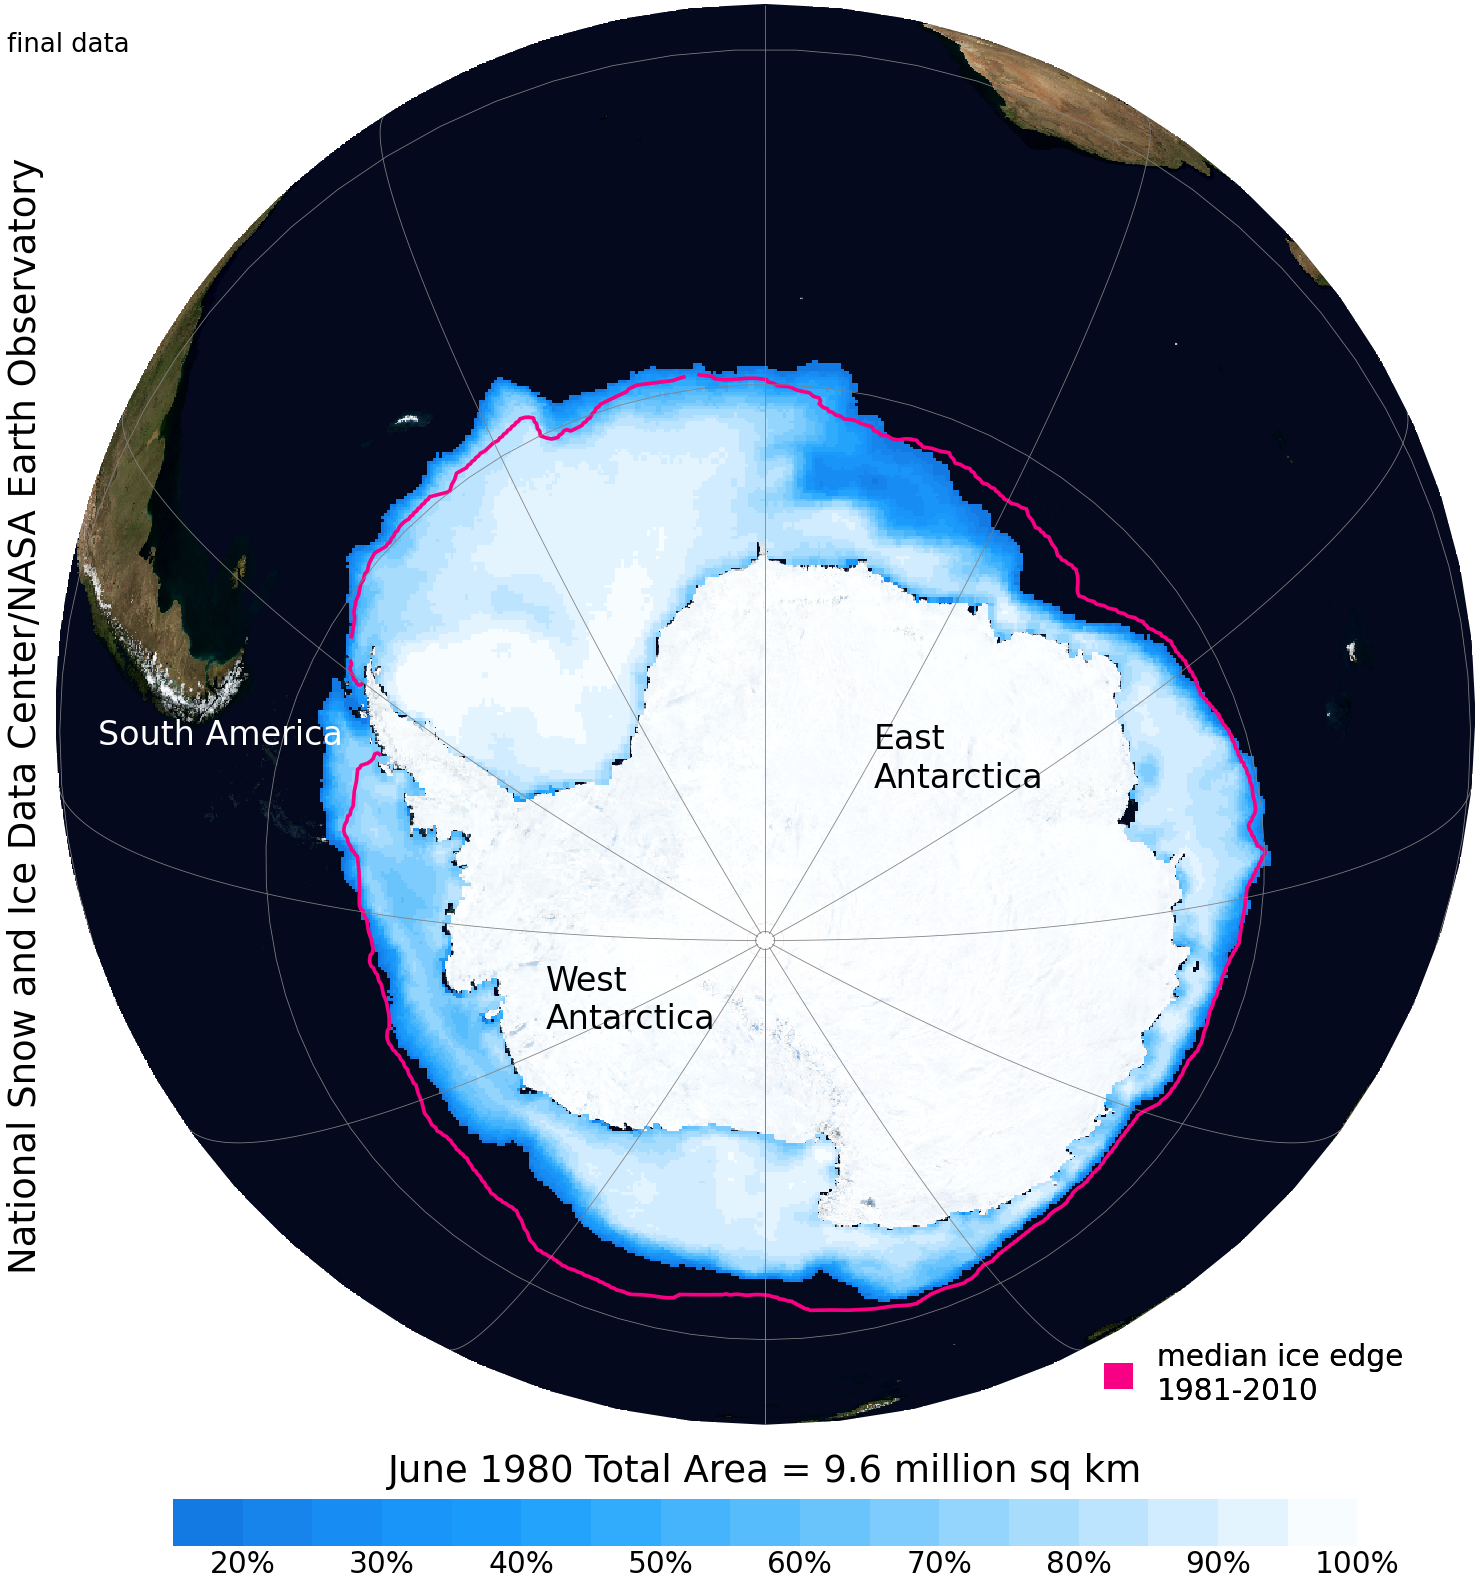 final data
National Snow and Ice Data Center/NASA Earth Observatory
South America
East
Antarctica
West
Antarctica
median ice edge
1981-2010
June 1980 Total Area = 9.6 million sq km
20% 30% 40% 50% 60% 70% 80% 90% 100%